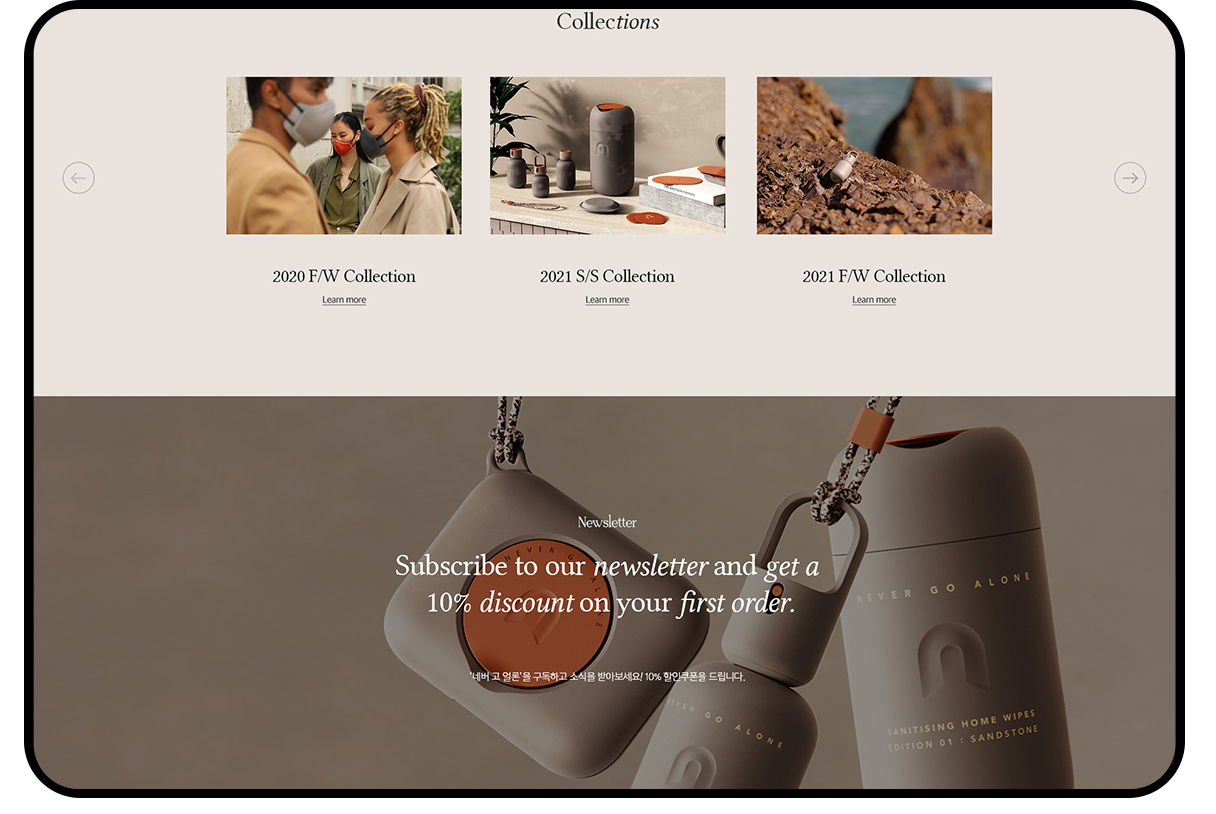 Collections
2020 F/W Collection
2021 S/S Collection
2021 F/W Collection
Learn more
Learn more
Learn more
Newsletter
Subscribe to our newsletter and get a
10% discount on your first order.
'네버 고 얼론'을 구독하고 소식을 받아보세요! 10% 할인쿠폰을 드립니다.
NEVER GO ALONE
NEVER GO ALONE
SANITISING HOME WIPES
EDITION 01 : SANDSTONE
NEVER GO ALONE